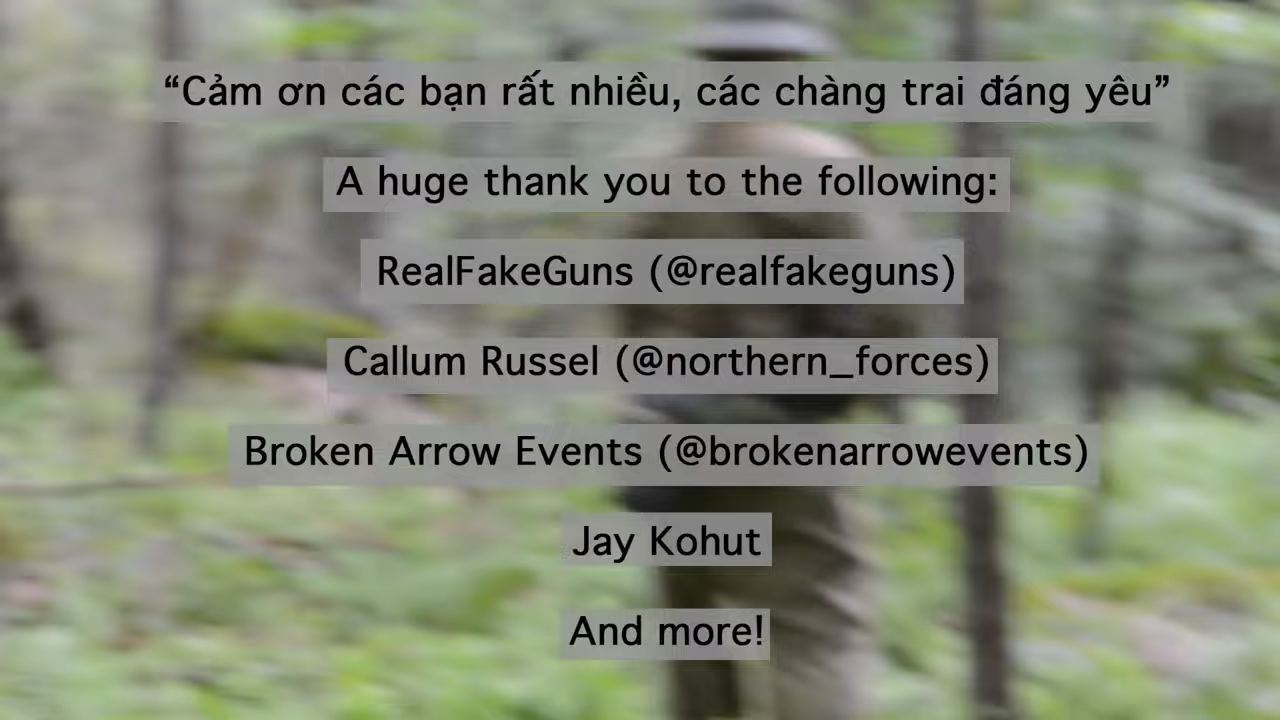 “Cảm ơn các bạn rất nhiều, các chàng trai đáng yêu”
A huge thank you to the following:
RealFakeGuns (@realfakeguns)
Callum Russel (@northern_forces)
Broken Arrow Events (@brokenarrowevents)
Jay Kohut
And more!